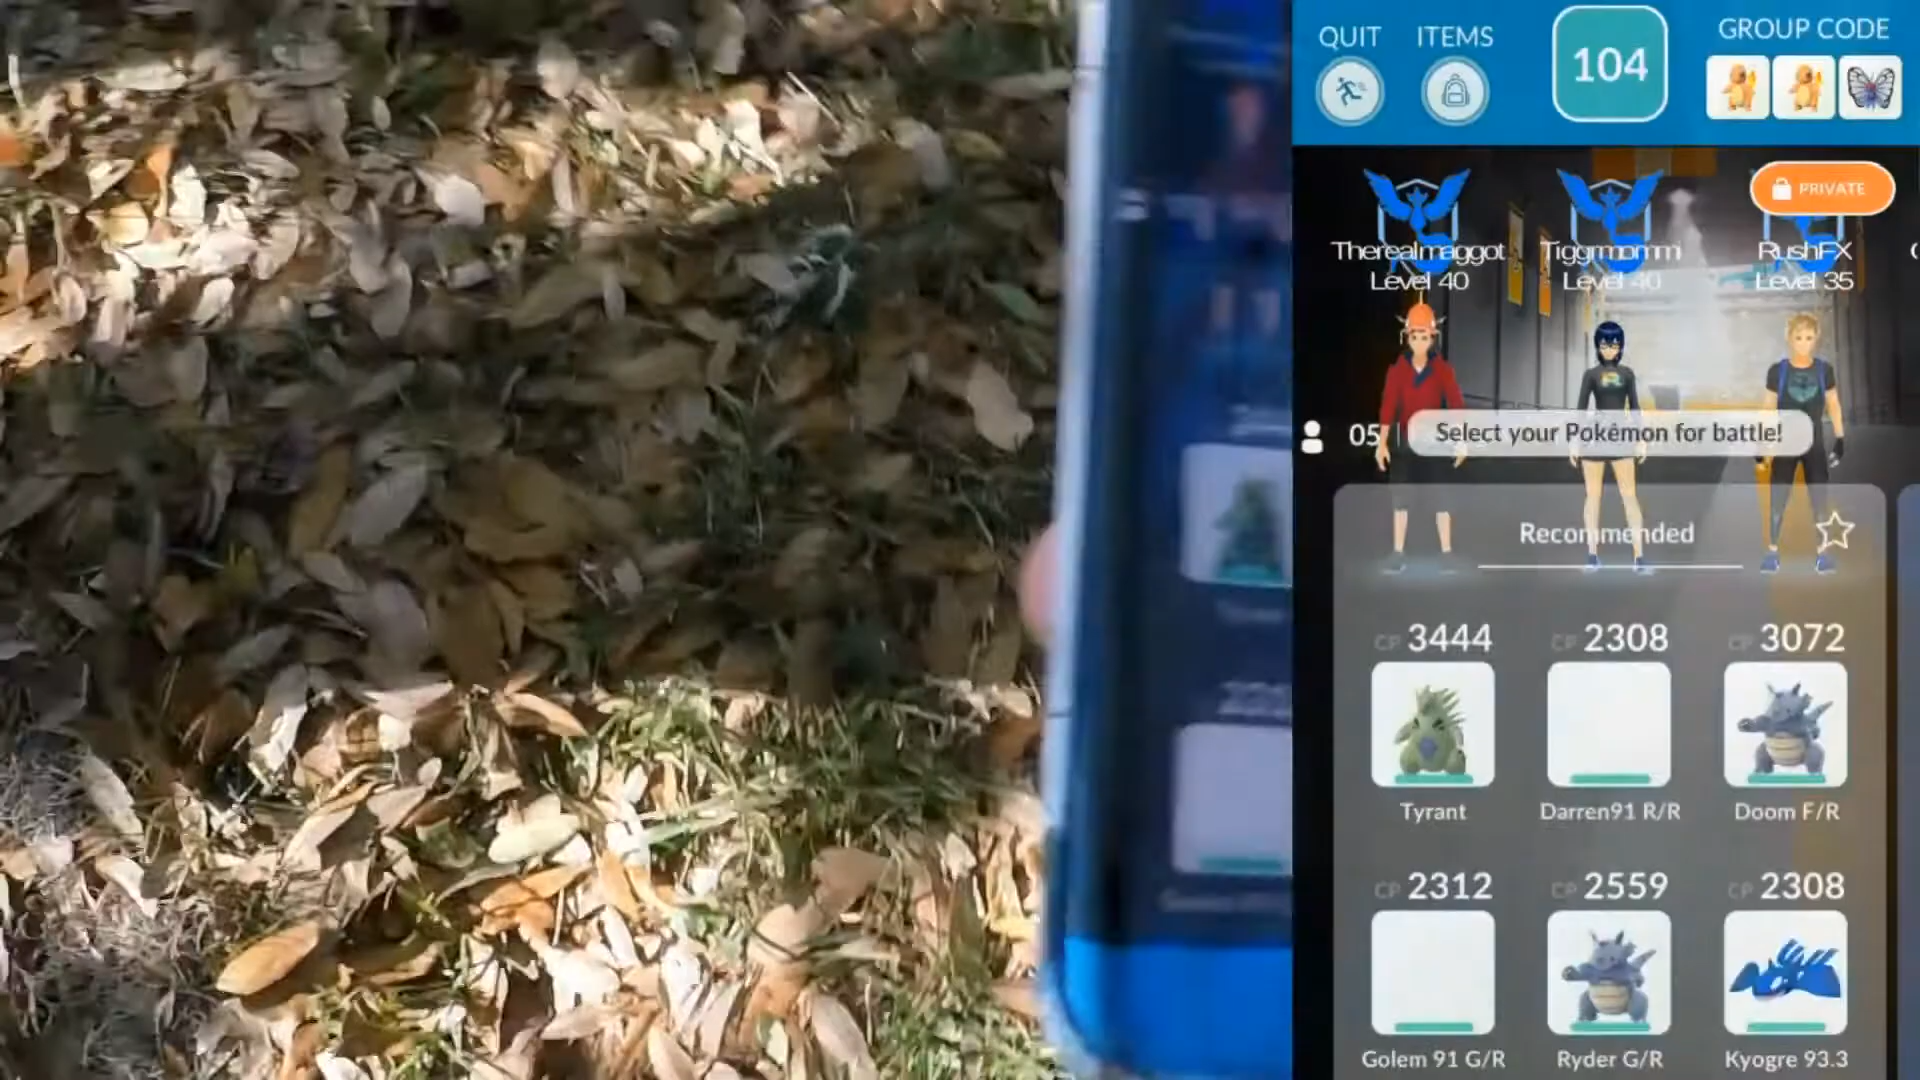 QUIT
ITEMS
104
GROUP CODE
PRIVATE
Therealmaggot
Level 40
Tiggrmommi
Level 40
RushFX
Level 35
05
Select your Pokémon for battle!
Recommended
CP 3444
CP 2308
CP 3072
Tyrant
Darren91 R/R
Doom F/R
CP 2312
CP 2559
CP 2308
Golem 91 G/R
Ryder G/R
Kyogre 93.3